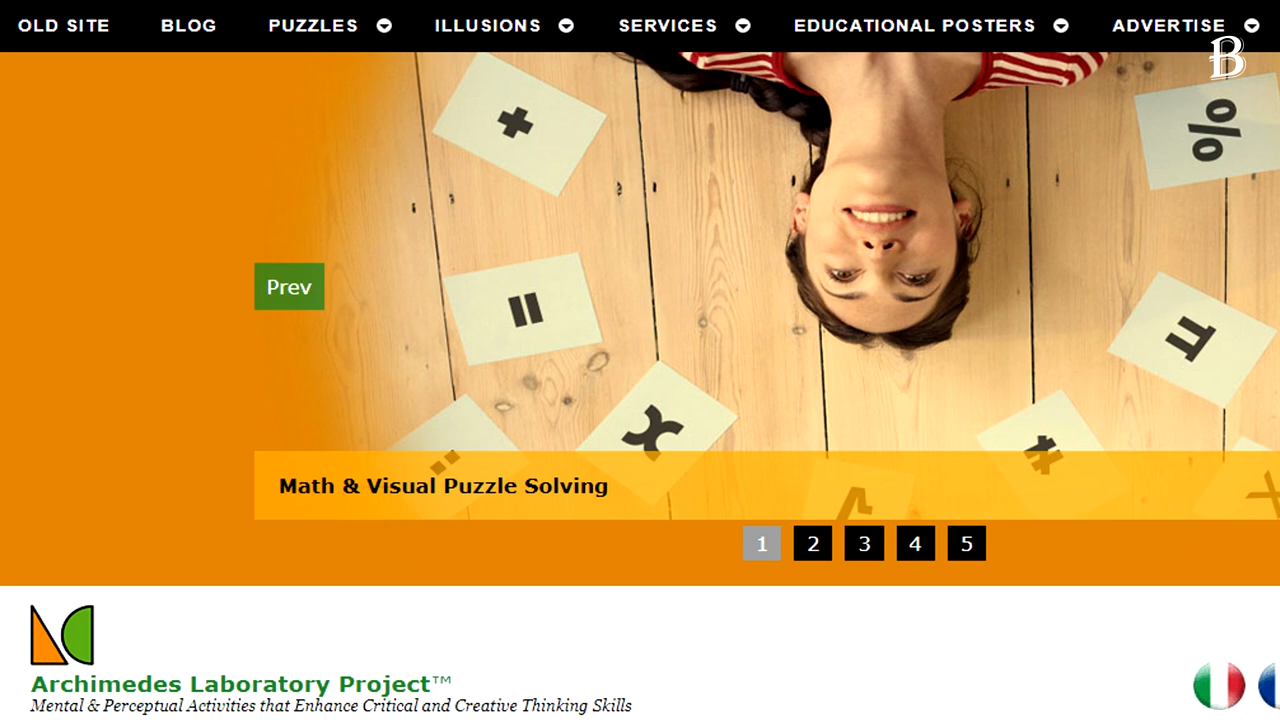 OLD SITE BLOG PUZZLES ILLUSIONS SERVICES EDUCATIONAL POSTERS ADVERTISE
B
+
%
=
π
Prev
Math & Visual Puzzle Solving
1 2 3 4 5
Archimedes Laboratory Project™
Mental & Perceptual Activities that Enhance Critical and Creative Thinking Skills